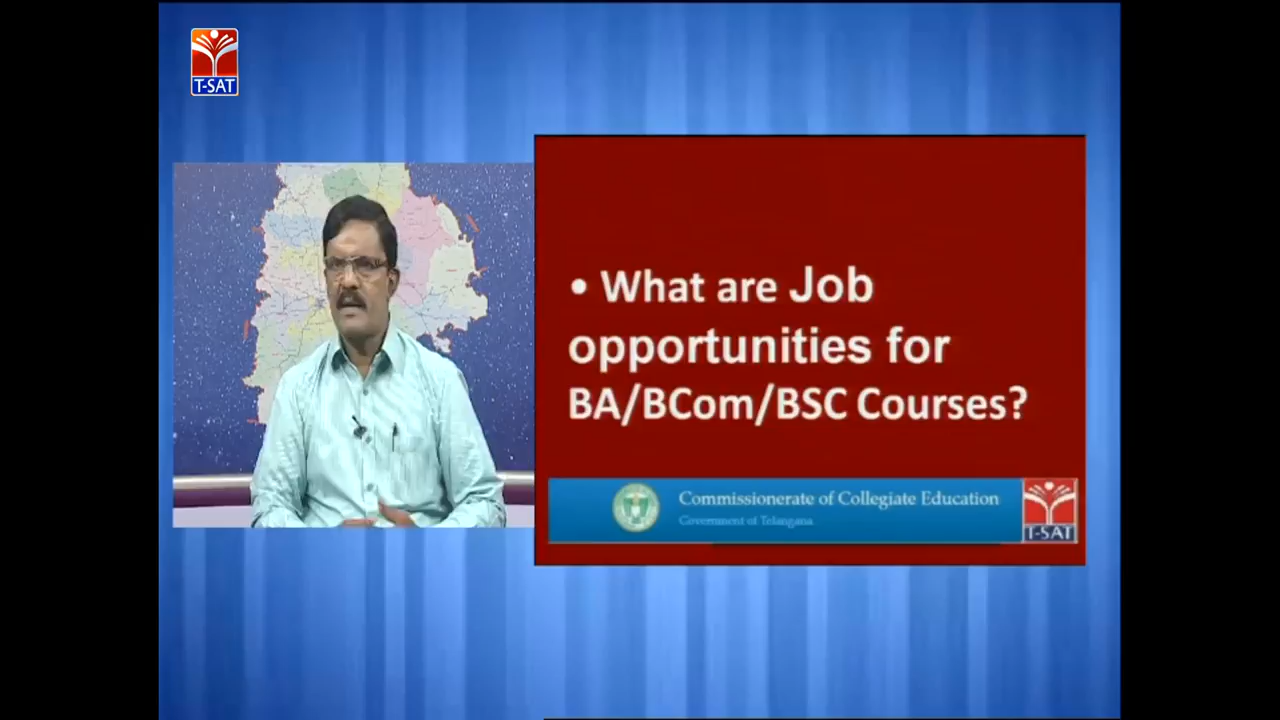 T-SAT
• What are Job
opportunities for
BA/BCom/BSC Courses?
Commissionerate of Collegiate Education
Government of Telangana
T-SAT